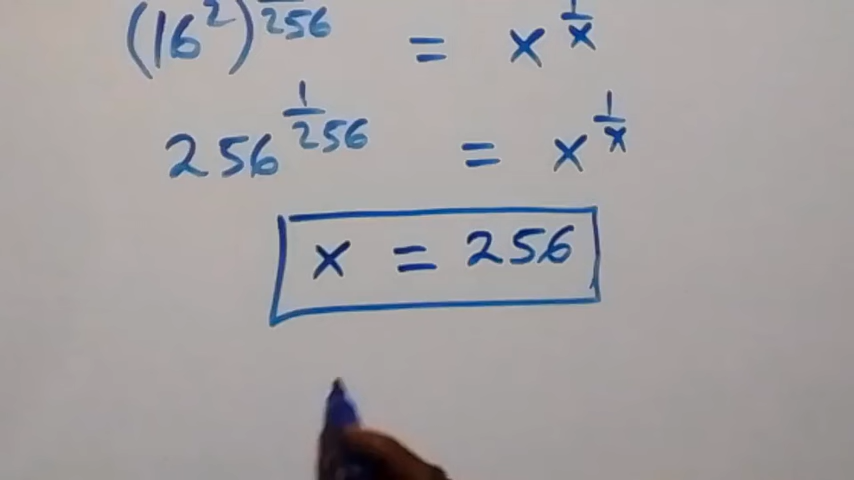 (16²)^(1/256) = x^(1/x)
256^(1/256) = x^(1/x)
x = 256